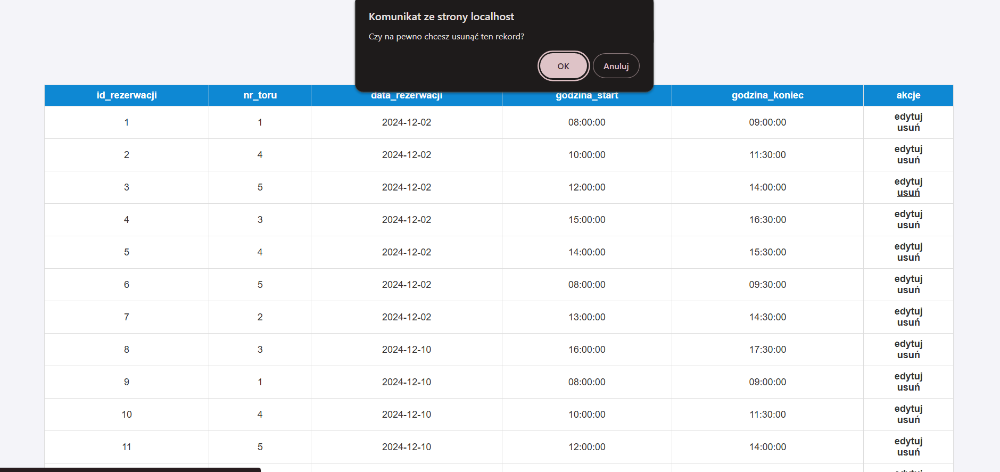 Komunikat ze strony localhost
Czy na pewno chcesz usunąć ten rekord?
OK Anuluj
id_rezerwacji nr_toru data_rezerwacji godzina_start godzina_koniec akcje
1 1 2024-12-02 08:00:00 09:00:00 edytuj
usuń
2 4 2024-12-02 10:00:00 11:30:00 edytuj
usuń
3 5 2024-12-02 12:00:00 14:00:00 edytuj
usuń
4 3 2024-12-02 15:00:00 16:30:00 edytuj
usuń
5 4 2024-12-02 14:00:00 15:30:00 edytuj
usuń
6 5 2024-12-02 08:00:00 09:30:00 edytuj
usuń
7 2 2024-12-02 13:00:00 14:30:00 edytuj
usuń
8 3 2024-12-10 16:00:00 17:30:00 edytuj
usuń
9 1 2024-12-10 08:00:00 09:00:00 edytuj
usuń
10 4 2024-12-10 10:00:00 11:30:00 edytuj
usuń
11 5 2024-12-10 12:00:00 14:00:00 edytuj
usuń